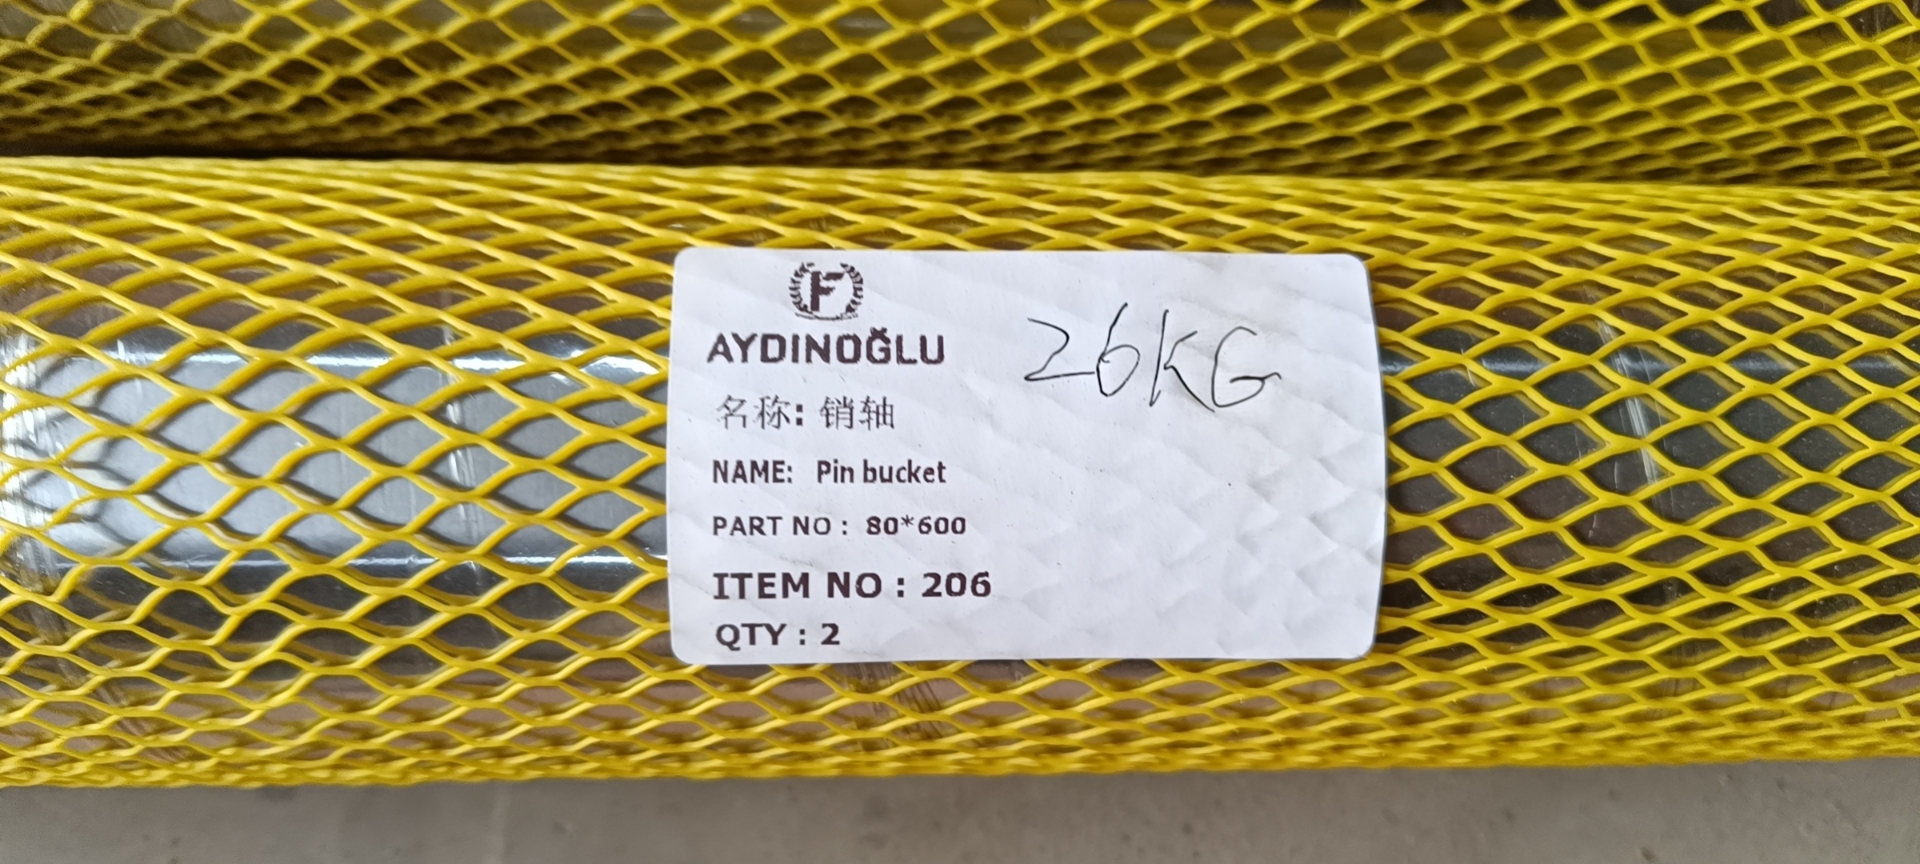 F
AYDINOĞLU
26KG
名称: 销轴
NAME: Pin bucket
PART NO : 80*600
ITEM NO : 206
QTY : 2